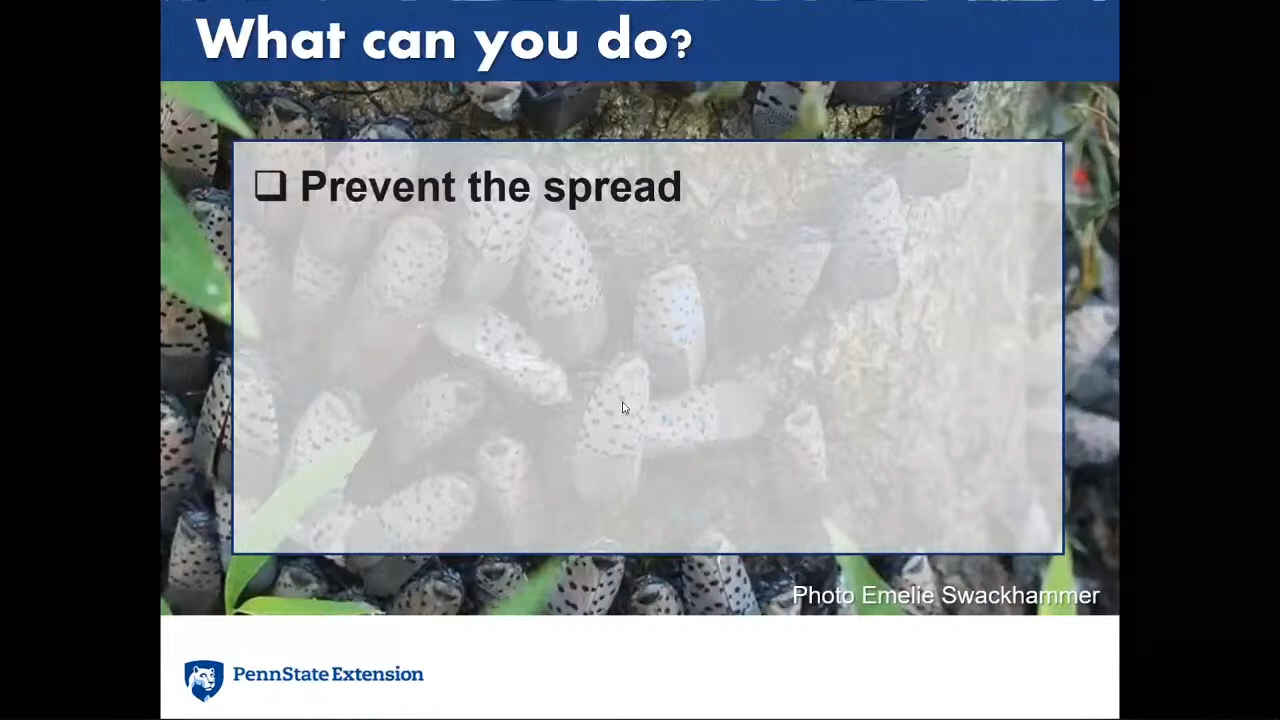 What can you do?
❑ Prevent the spread
Photo Emelie Swackhammer
PennState Extension